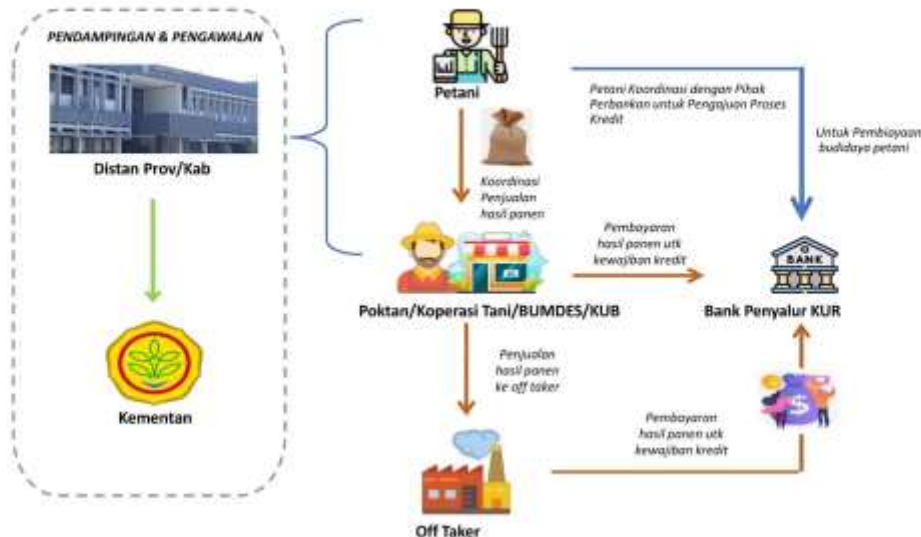 PENDAMPINGAN & PENGAWALAN
Distan Prov/Kab
Kementan
Petani
Petani Koordinasi dengan Pihak
Perbankan untuk Pengajuan Proses
Kredit
Untuk Pembiayaan
budidaya petani
Koordinasi
Penjualan
hasil panen
Pembayaran
hasil panen utk
kewajiban kredit
BANK
Poktan/Koperasi Tani/BUMDES/KUB
Bank Penyalur KUR
Penjualan
hasil panen
ke off taker
$
Pembayaran
hasil panen utk
kewajiban kredit
Off Taker